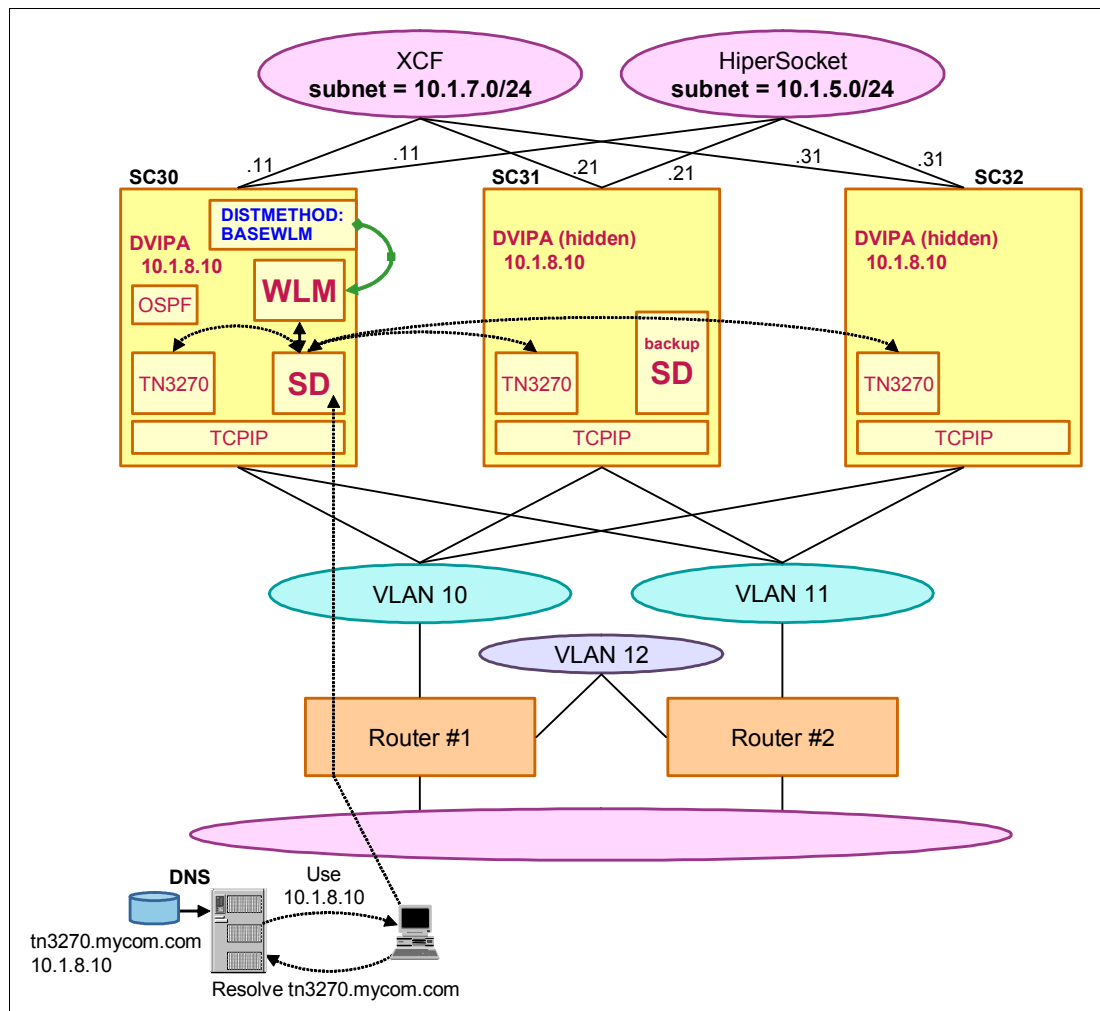 XCF
subnet = 10.1.7.0/24
HiperSocket
subnet = 10.1.5.0/24
.11
.11
.21
.21
.31
.31
SC30
SC31
SC32
DISTMETHOD:
BASEWLM
DVIPA
10.1.8.10
WLM
OSPF
TN3270
SD
TCPIP
DVIPA (hidden)
10.1.8.10
backup
SD
TN3270
TCPIP
DVIPA (hidden)
10.1.8.10
TN3270
TCPIP
VLAN 10
VLAN 11
VLAN 12
Router #1
Router #2
DNS
Use
10.1.8.10
tn3270.mycom.com
10.1.8.10
Resolve tn3270.mycom.com